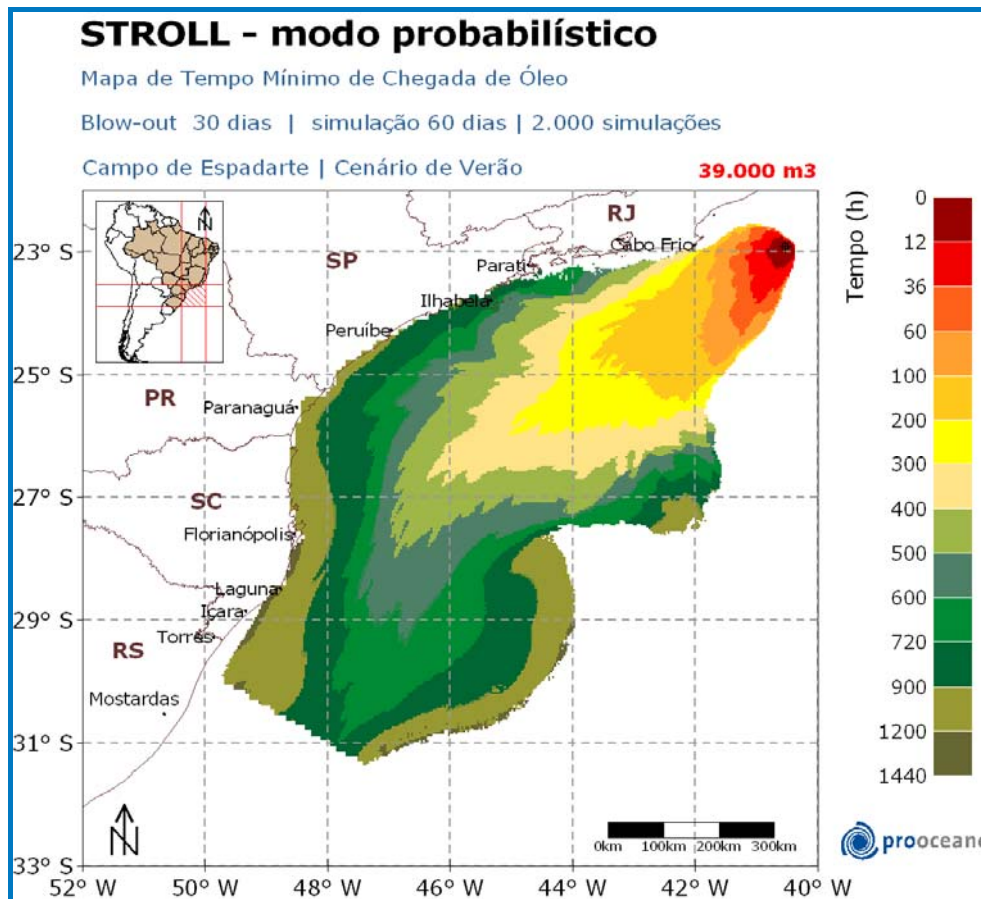 STROLL - modo probabilístico
Mapa de Tempo Mínimo de Chegada de Óleo
Blow-out 30 dias | simulação 60 dias | 2.000 simulações
Campo de Espadarte | Cenário de Verão
39.000 m3
N
RJ
SP
Cabo Frio
Parati
Ilhabela
Peruíbe
PR
Paranaguá
SC
Florianópolis
Laguna
Içara
Torres
RS
Mostardas
N
0km 100km 200km 300km
23° S
25° S
27° S
29° S
31° S
33° S
52° W 50° W 48° W 46° W 44° W 42° W 40° W
Tempo (h)
0
12
36
60
100
200
300
400
500
600
720
900
1200
1440
prooceano